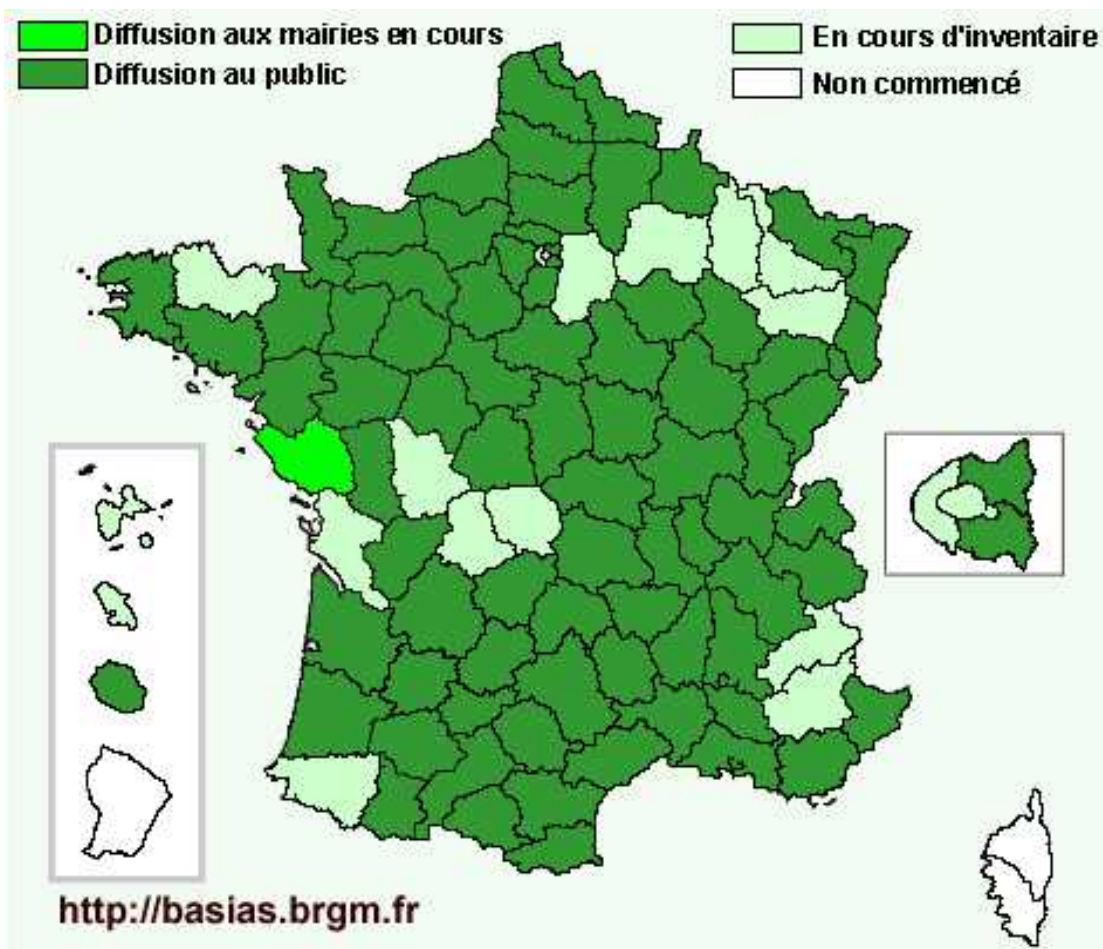 Diffusion aux mairies en cours
Diffusion au public
En cours d'inventaire
Non commencé
http://basias.brgm.fr